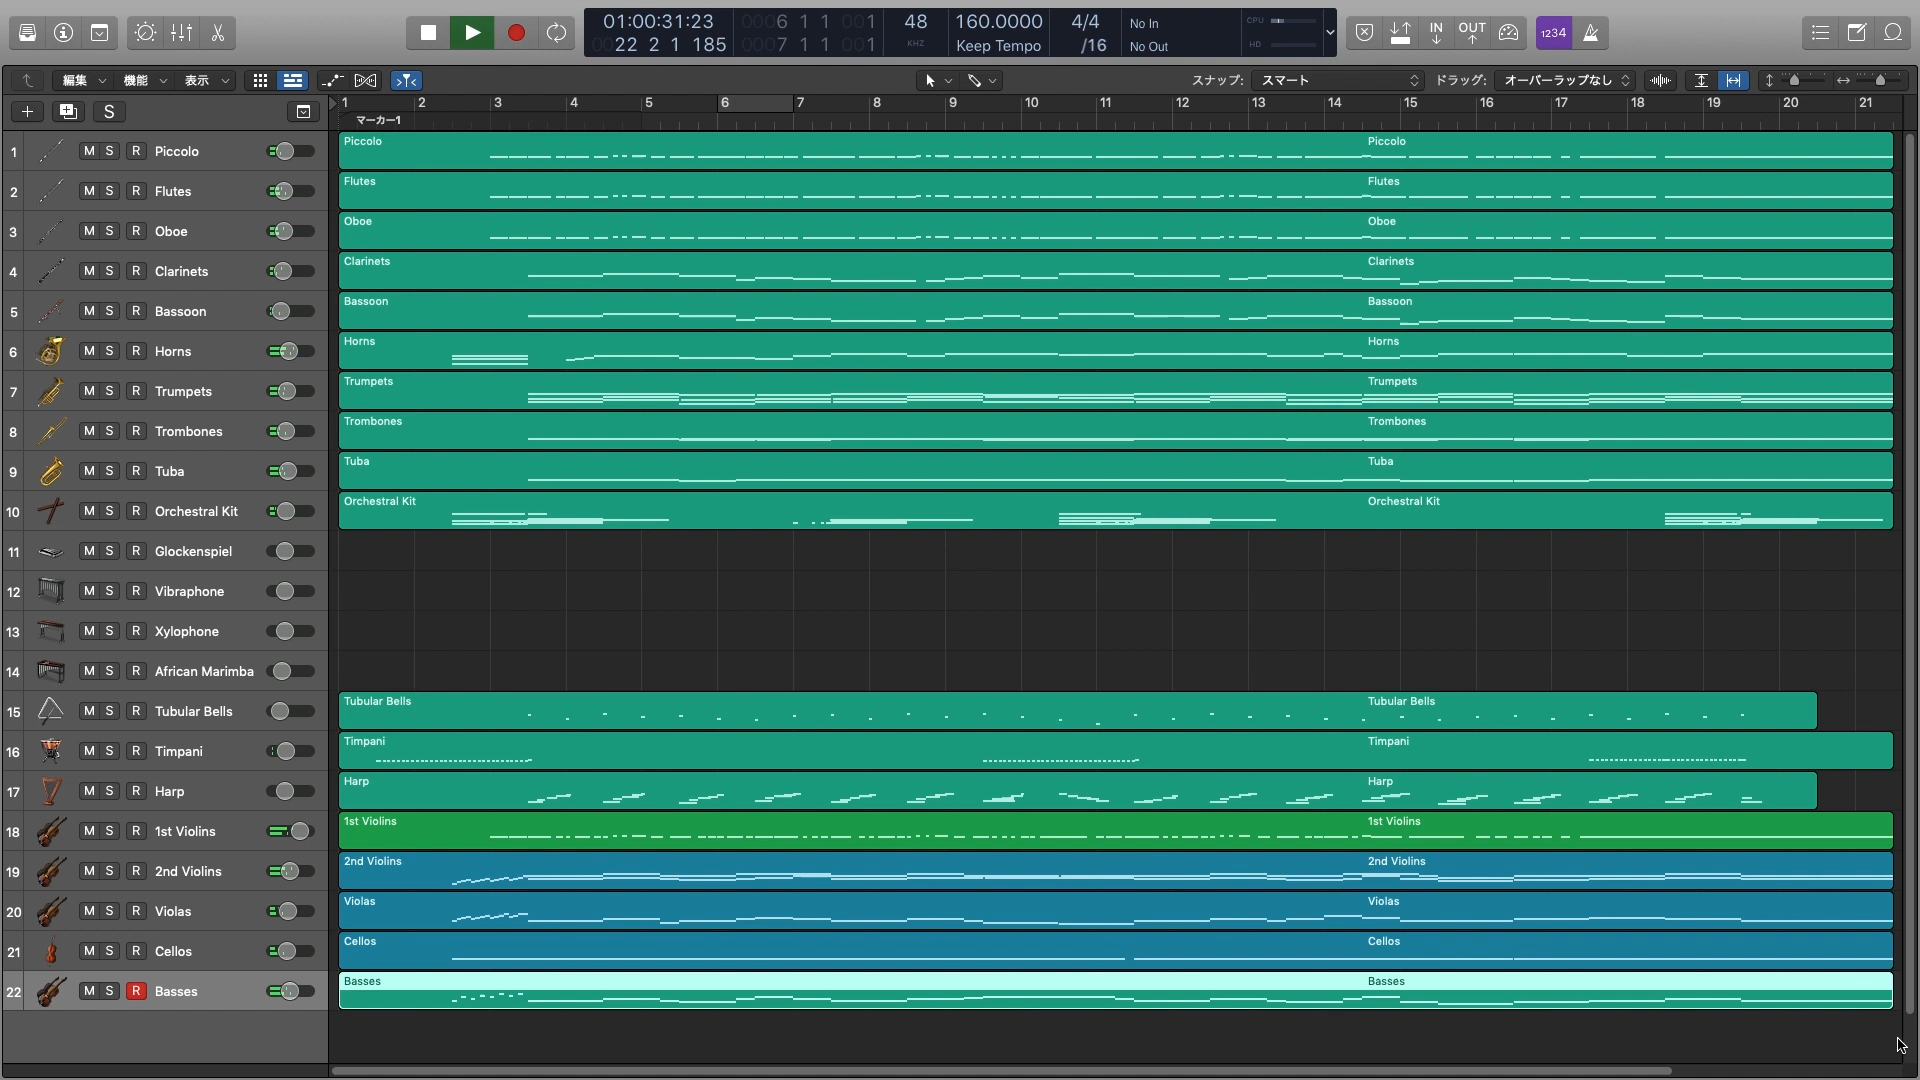 01:00:31:23
0006 1 1 001
48
160.0000
4/4
No In
CPU
0022 2 1 185
0007 1 1 001
KHZ
Keep Tempo
/16
No Out
HD
IN
OUT
1234
編集
機能
表示
スナップ:
スマート
ドラッグ:
オーバーラップなし
S
1 2 3 4 5 6 7 8 9 10 11 12 13 14 15 16 17 18 19 20 21
マーカー1
1 M S R Piccolo
Piccolo
Piccolo
2 M S R Flutes
Flutes
Flutes
3 M S R Oboe
Oboe
Oboe
4 M S R Clarinets
Clarinets
Clarinets
5 M S R Bassoon
Bassoon
Bassoon
6 M S R Horns
Horns
Horns
7 M S R Trumpets
Trumpets
Trumpets
8 M S R Trombones
Trombones
Trombones
9 M S R Tuba
Tuba
Tuba
10 M S R Orchestral Kit
Orchestral Kit
Orchestral Kit
11 M S R Glockenspiel
12 M S R Vibraphone
13 M S R Xylophone
14 M S R African Marimba
15 M S R Tubular Bells
Tubular Bells
Tubular Bells
16 M S R Timpani
Timpani
Timpani
17 M S R Harp
Harp
Harp
18 M S R 1st Violins
1st Violins
1st Violins
19 M S R 2nd Violins
2nd Violins
2nd Violins
20 M S R Violas
Violas
Violas
21 M S R Cellos
Cellos
Cellos
22 M S R Basses
Basses
Basses